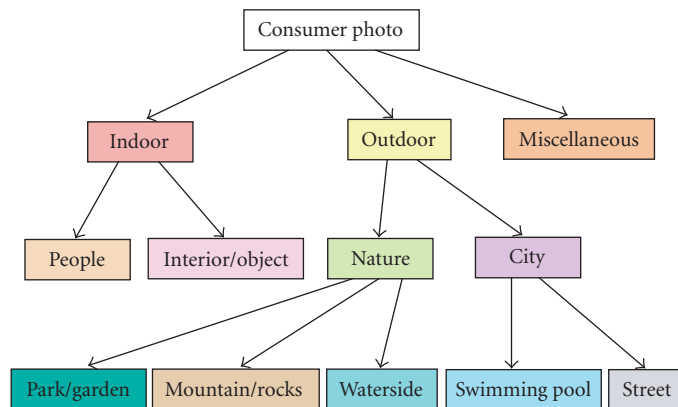 Consumer photo
Indoor
Outdoor
Miscellaneous
People
Interior/object
Nature
City
Park/garden
Mountain/rocks
Waterside
Swimming pool
Street